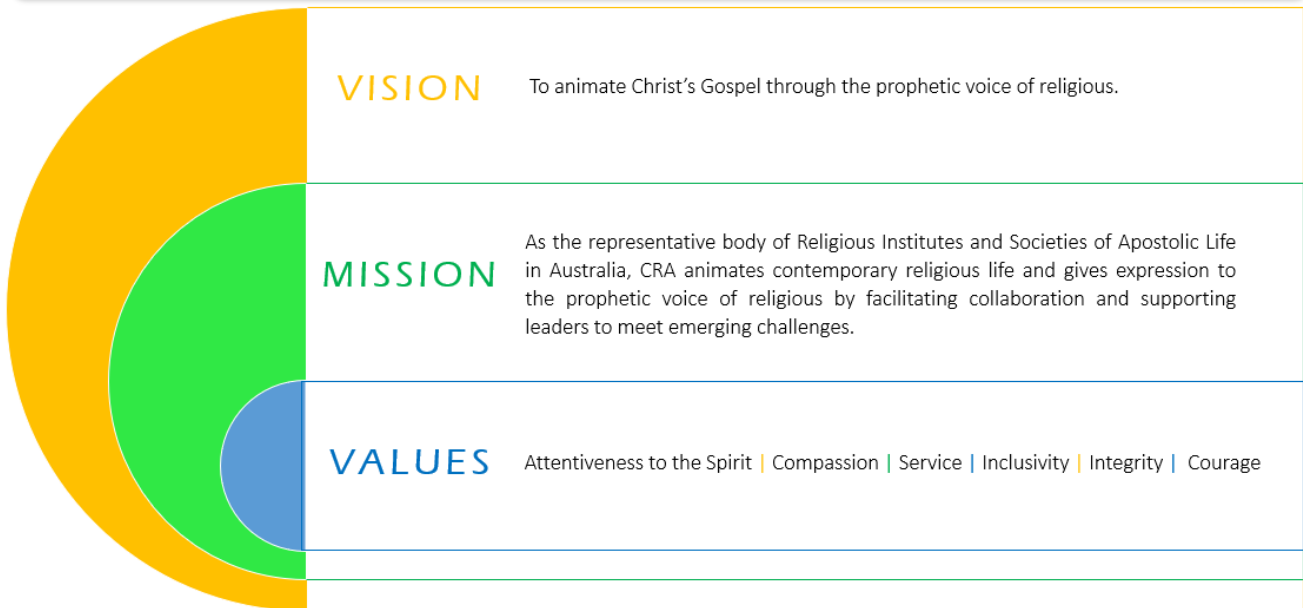 VISION
To animate Christ’s Gospel through the prophetic voice of religious.
MISSION
As the representative body of Religious Institutes and Societies of Apostolic Life
in Australia, CRA animates contemporary religious life and gives expression to
the prophetic voice of religious by facilitating collaboration and supporting
leaders to meet emerging challenges.
VALUES
Attentiveness to the Spirit | Compassion | Service | Inclusivity | Integrity | Courage